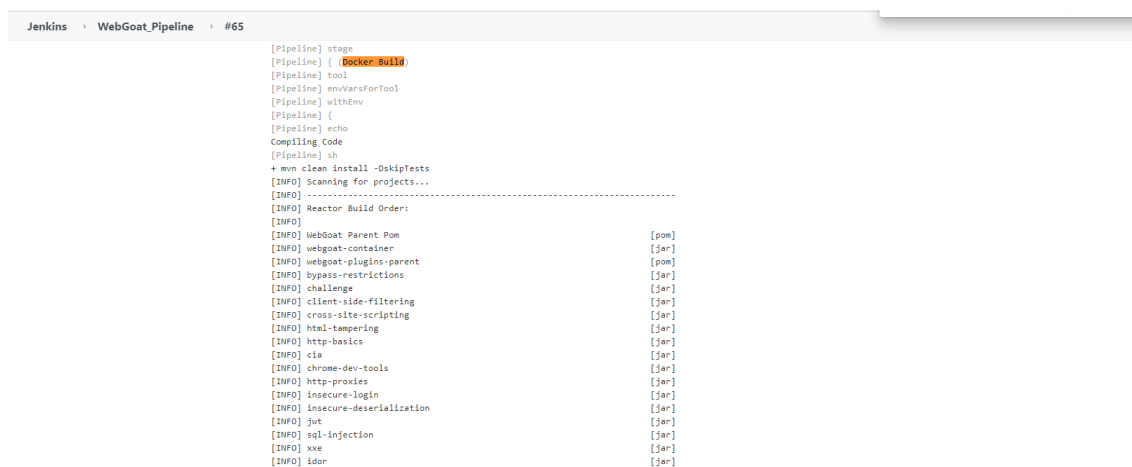 Jenkins › WebGoat_Pipeline › #65
[Pipeline] stage
[Pipeline] { (Docker Build)
[Pipeline] tool
[Pipeline] envVarsForTool
[Pipeline] withEnv
[Pipeline] {
[Pipeline] echo
Compiling Code
[Pipeline] sh
+ mvn clean install -DskipTests
[INFO] Scanning for projects...
[INFO] ------------------------------------------------------------------------
[INFO] Reactor Build Order:
[INFO]
[INFO] WebGoat Parent Pom [pom]
[INFO] webgoat-container [jar]
[INFO] webgoat-plugins-parent [pom]
[INFO] bypass-restrictions [jar]
[INFO] challenge [jar]
[INFO] client-side-filtering [jar]
[INFO] cross-site-scripting [jar]
[INFO] html-tampering [jar]
[INFO] http-basics [jar]
[INFO] cia [jar]
[INFO] chrome-dev-tools [jar]
[INFO] http-proxies [jar]
[INFO] insecure-login [jar]
[INFO] insecure-deserialization [jar]
[INFO] jwt [jar]
[INFO] sql-injection [jar]
[INFO] xxe [jar]
[INFO] idor [jar]